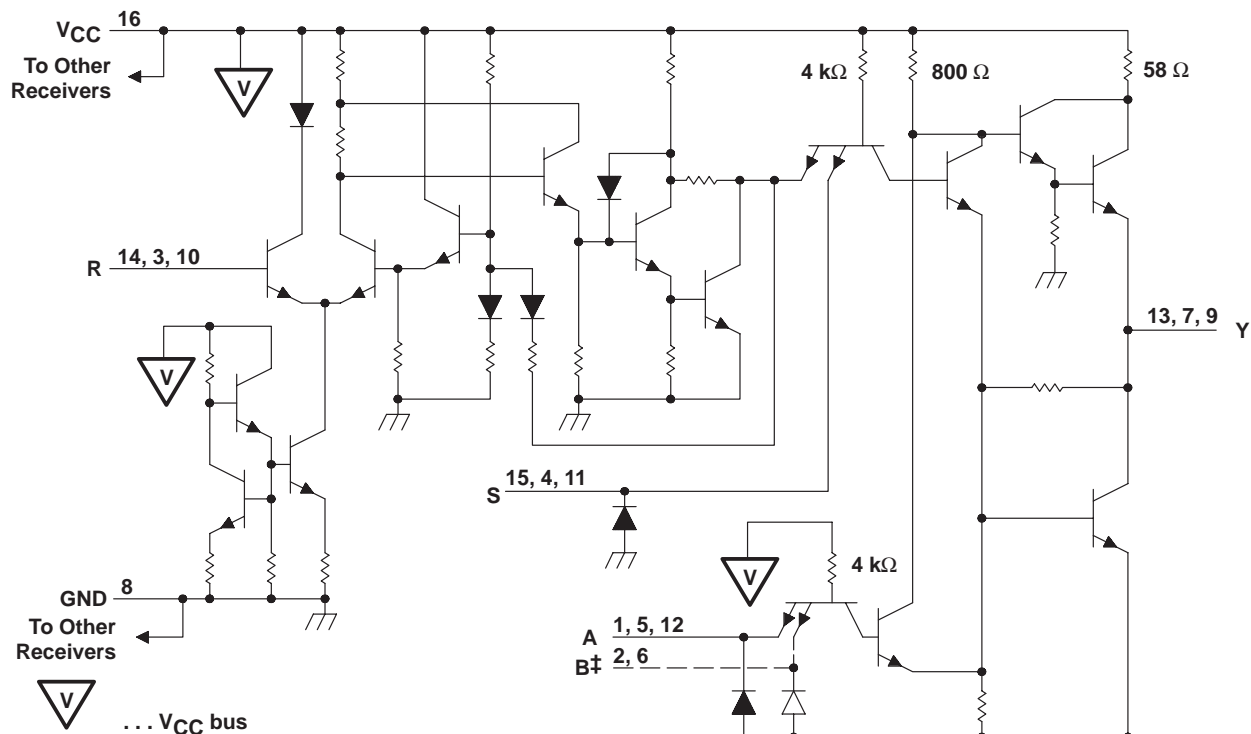 VCC 16
To Other
Receivers
V
4 kΩ
800 Ω
58 Ω
R 14, 3, 10
13, 7, 9 Y
V
S 15, 4, 11
V
4 kΩ
GND 8
To Other
Receivers
A 1, 5, 12
B‡ 2, 6
V
. . . VCC bus